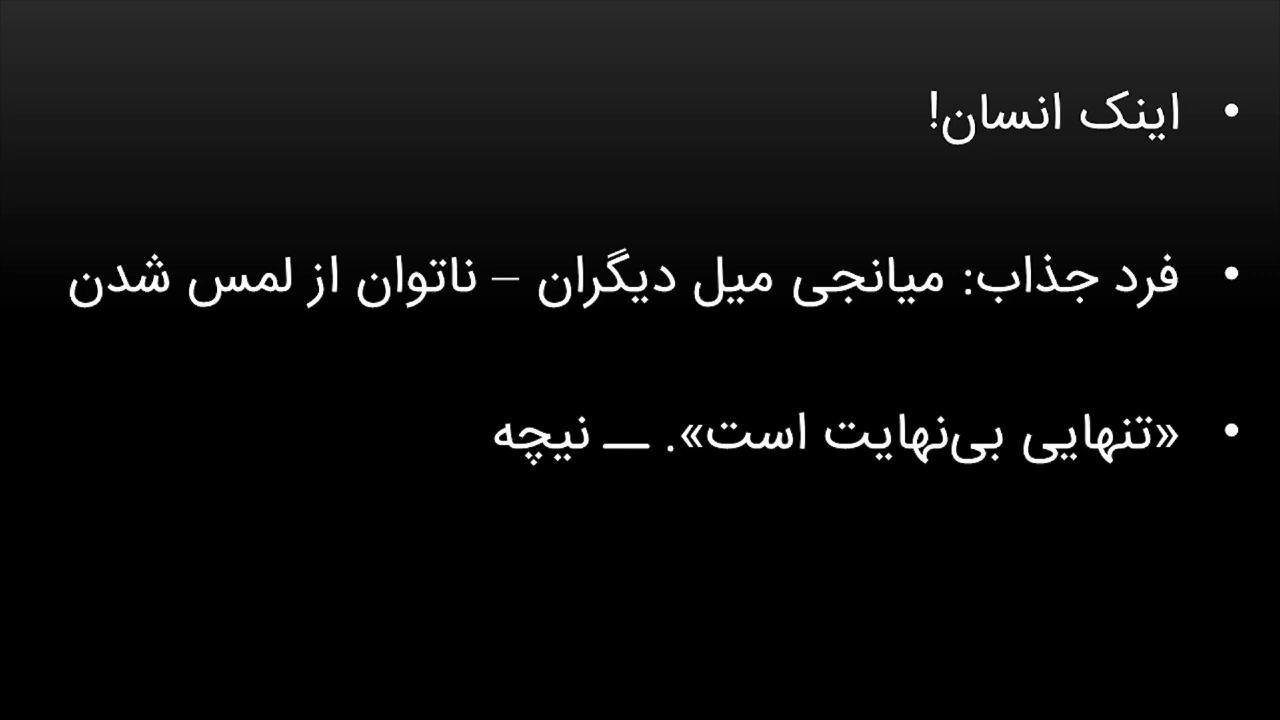 • اینک انسان!
• فرد جذاب: میانجی میل دیگران – ناتوان از لمس شدن
• «تنهایی بی‌نهایت است». ـــ نیچه